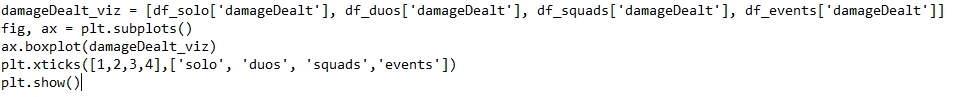 damageDealt_viz = [df_solo['damageDealt'], df_duos['damageDealt'], df_squads['damageDealt'], df_events['damageDealt']]
fig, ax = plt.subplots()
ax.boxplot(damageDealt_viz)
plt.xticks([1,2,3,4],['solo', 'duos', 'squads','events'])
plt.show()